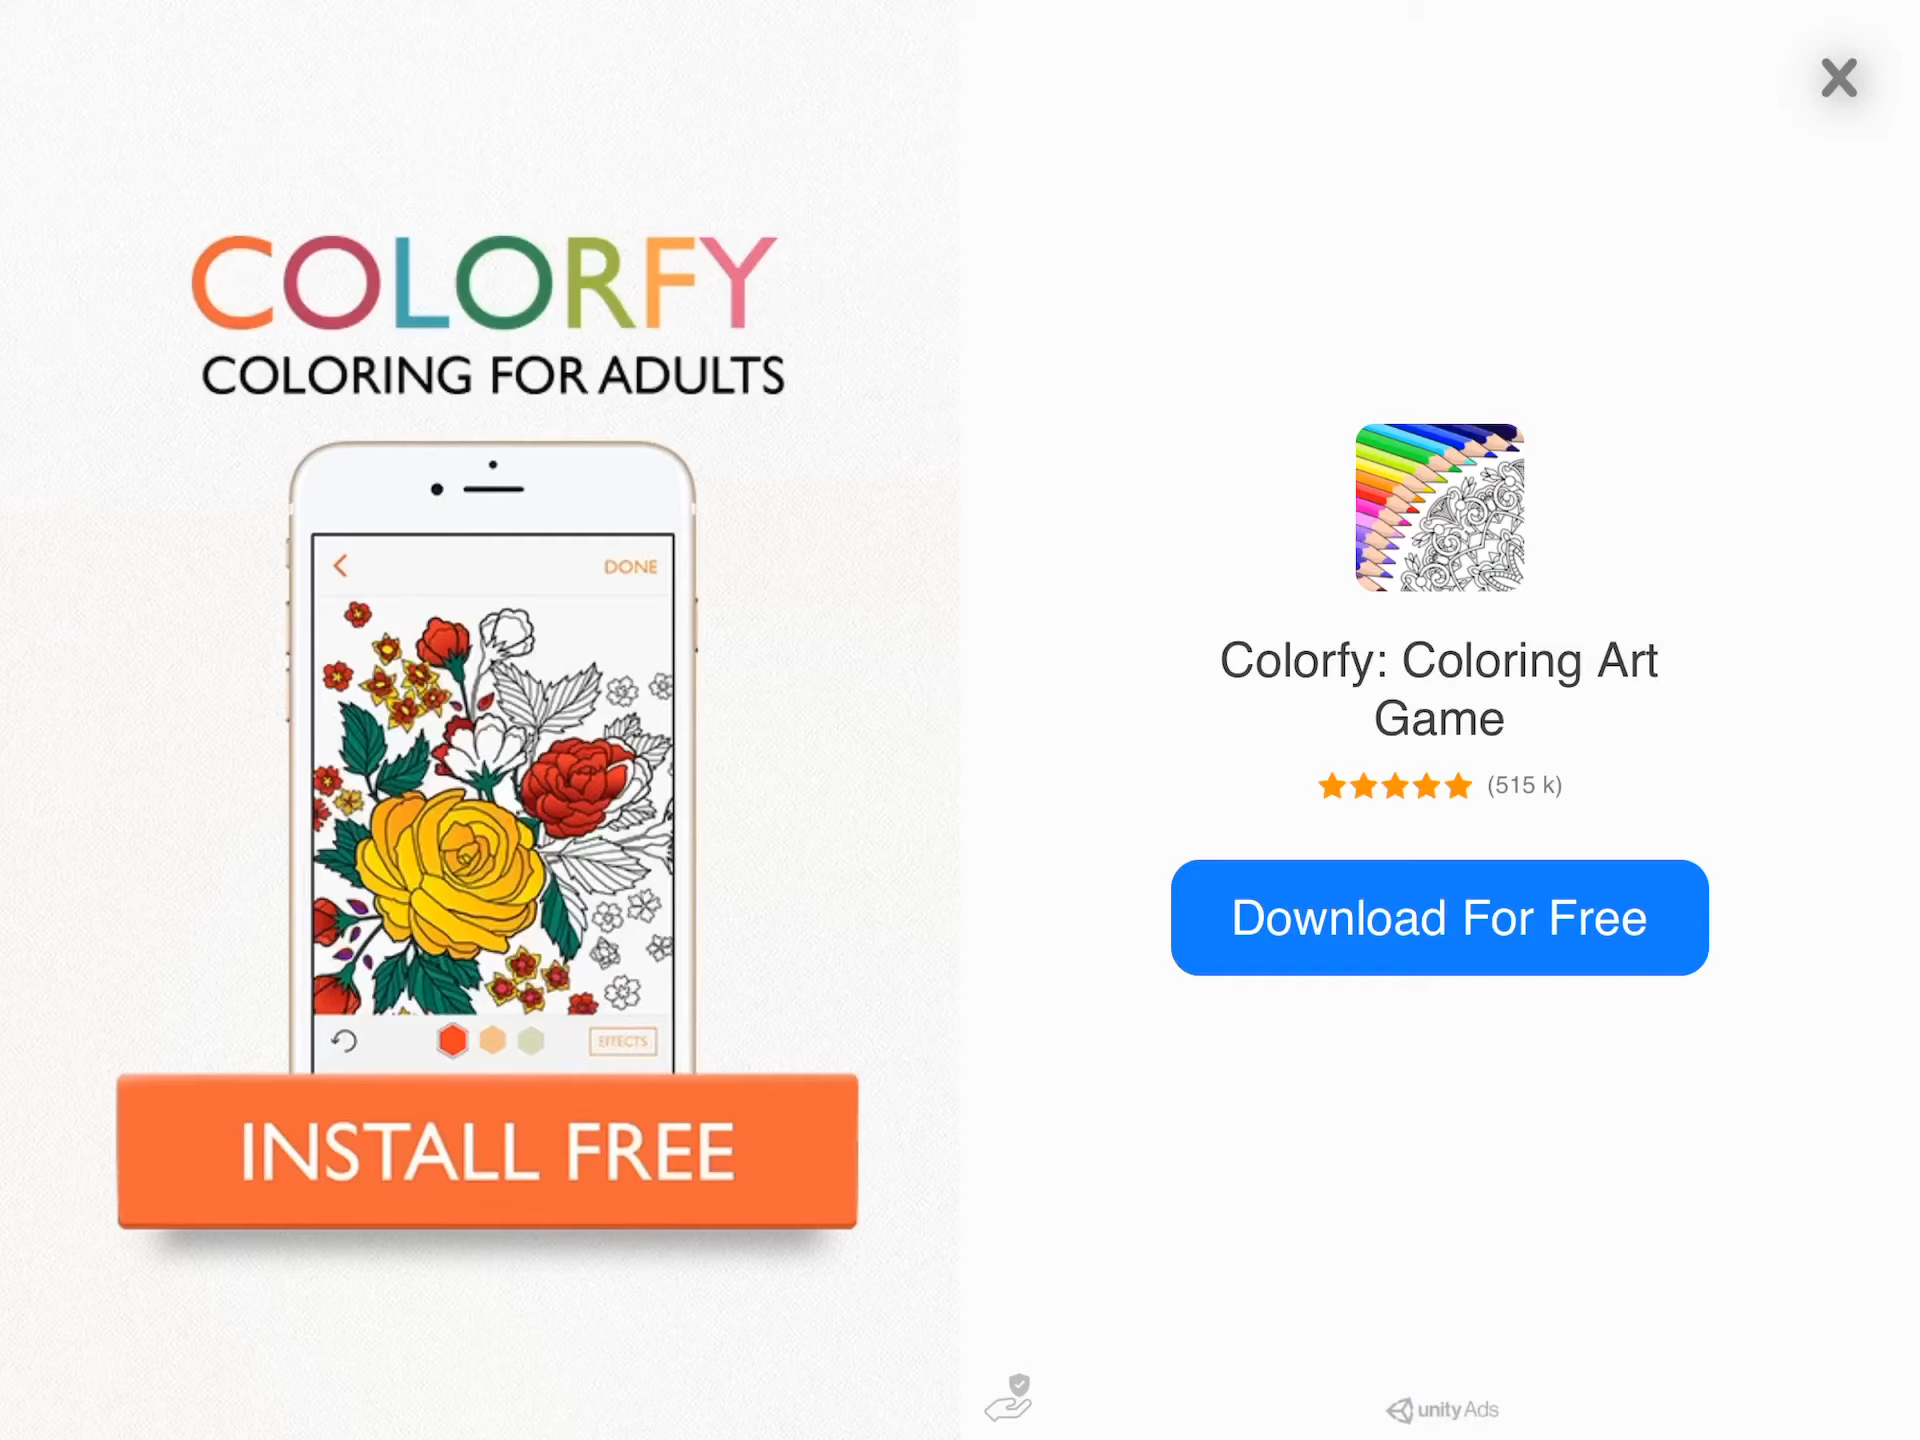 COLORFY
COLORING FOR ADULTS
DONE
EFFECTS
INSTALL FREE
Colorfy: Coloring Art
Game
(515 k)
Download For Free
unity Ads